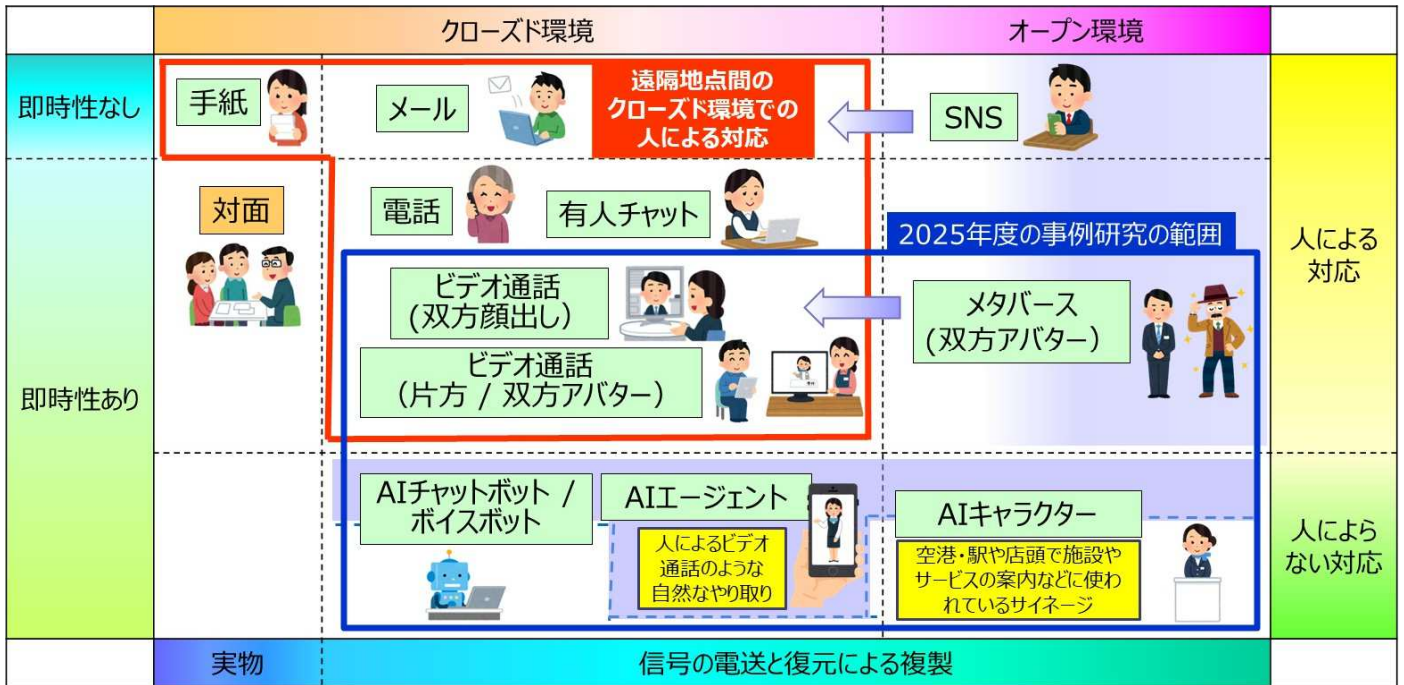 クローズド環境
オープン環境
即時性なし
手紙
メール
遠隔地点間の
クローズド環境での
人による対応
SNS
対面
電話
有人チャット
2025年度の事例研究の範囲
人による
対応
ビデオ通話
(双方顔出し)
メタバース
(双方アバター)
即時性あり
ビデオ通話
(片方 / 双方アバター)
AIチャットボット /
ボイスボット
AIエージェント
人によるビデオ
通話のような
自然なやり取り
AIキャラクター
空港・駅や店頭で施設や
サービスの案内などに使わ
れているサイネージ
人によら
ない対応
実物
信号の電送と復元による複製